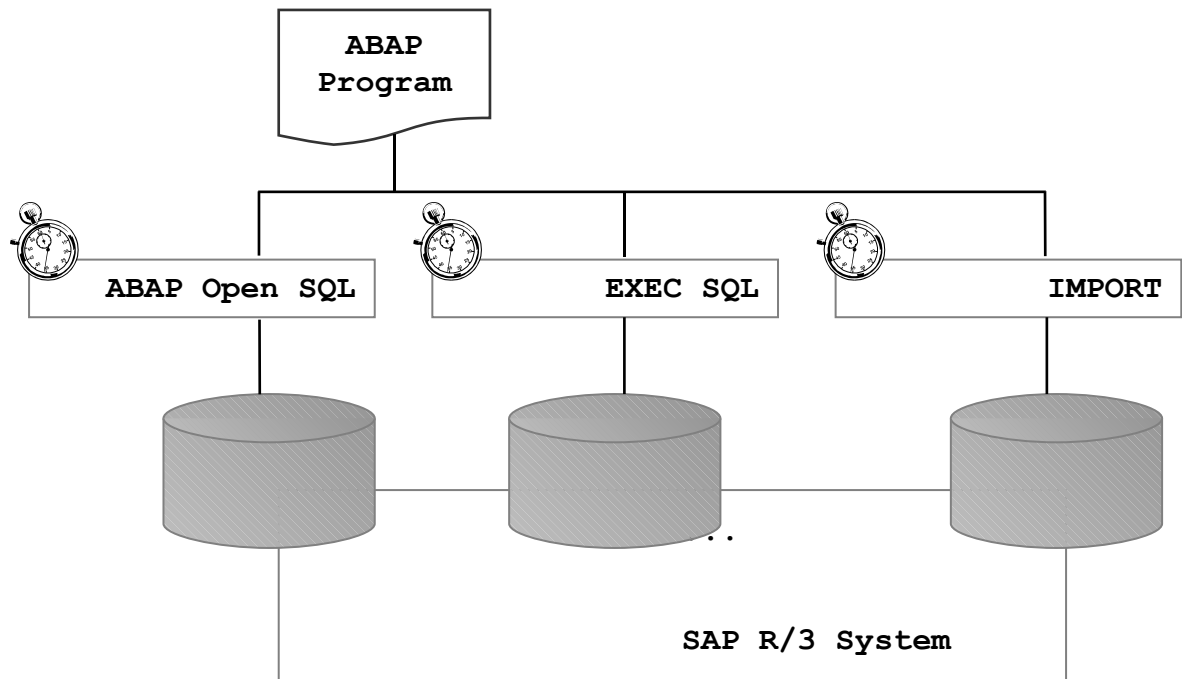 ABAP
Program
ABAP Open SQL
EXEC SQL
IMPORT
..
SAP R/3 System